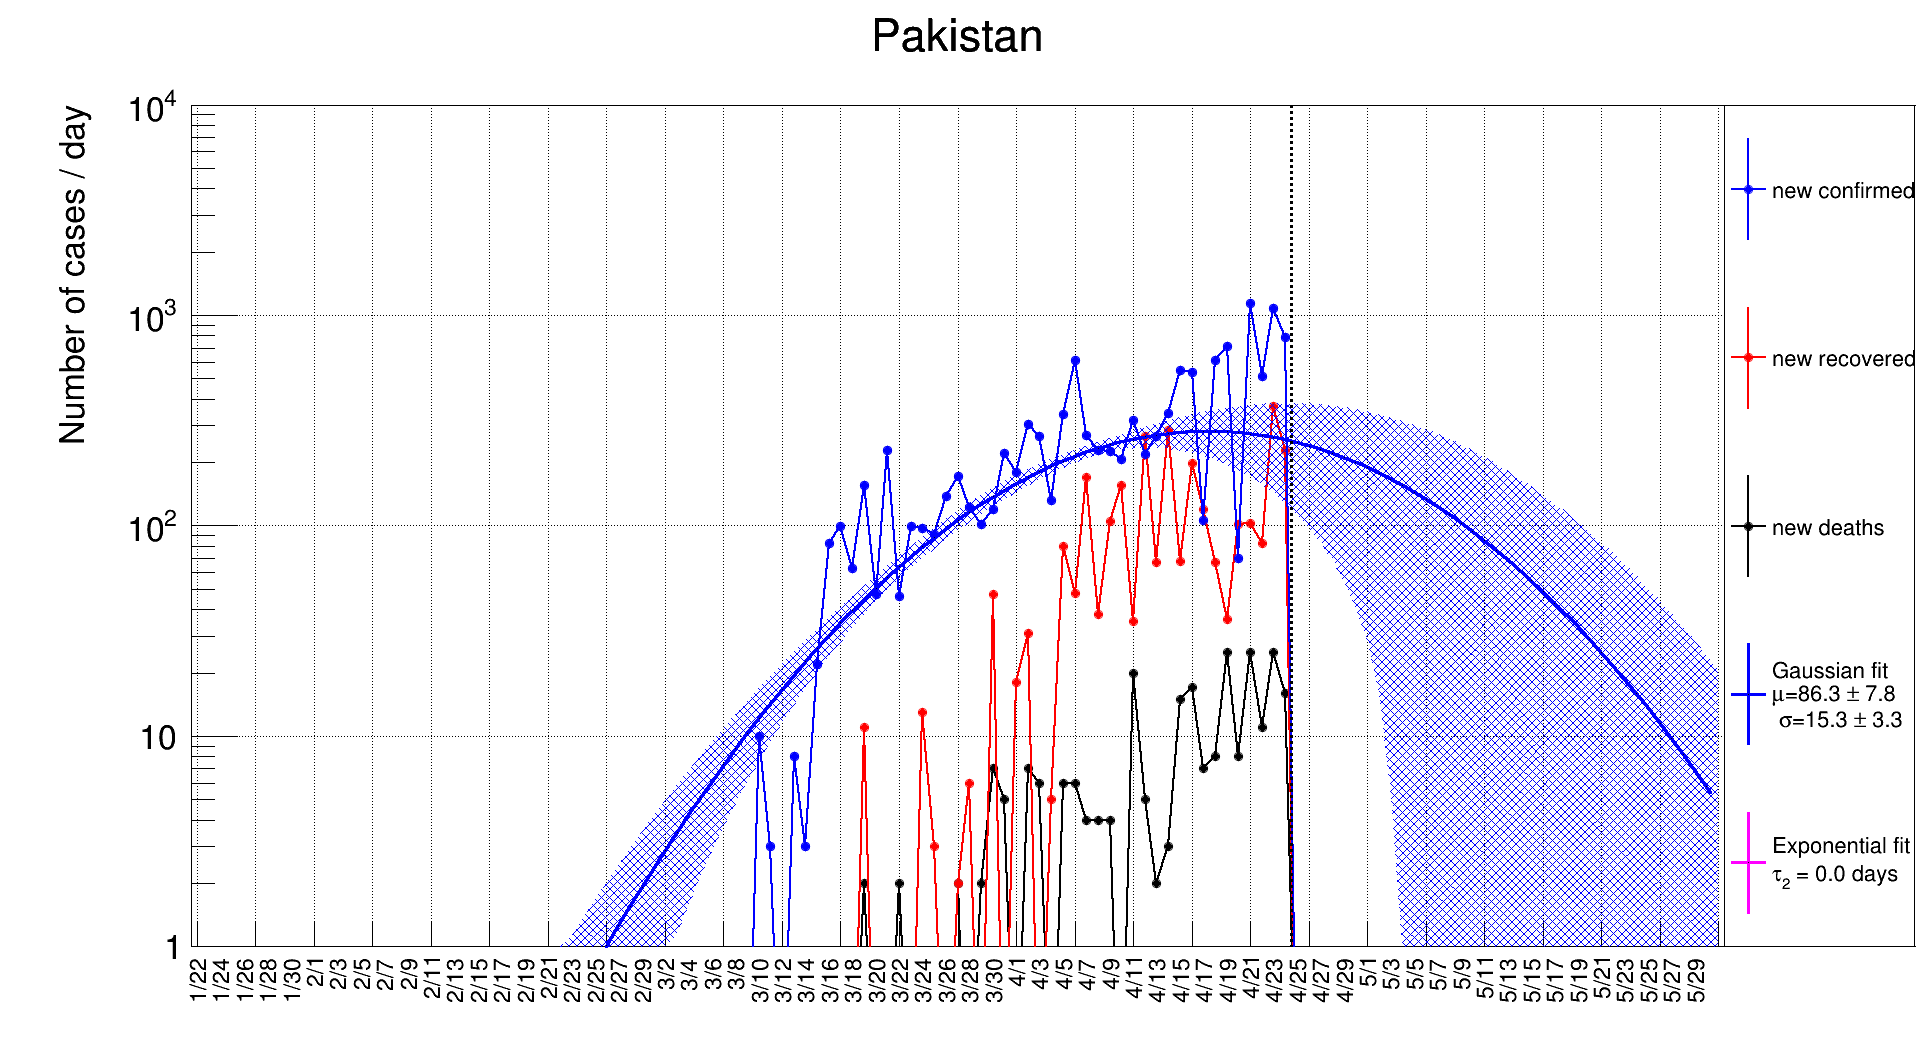 Pakistan
Number of cases / day
10^4
10^3
10^2
10
1
1/22 1/24 1/26 1/28 1/30 2/1 2/3 2/5 2/7 2/9 2/11 2/13 2/15 2/17 2/19 2/21 2/23 2/25 2/27 2/29 3/2 3/4 3/6 3/8 3/10 3/12 3/14 3/16 3/18 3/20 3/22 3/24 3/26 3/28 3/30 4/1 4/3 4/5 4/7 4/9 4/11 4/13 4/15 4/17 4/19 4/21 4/23 4/25 4/27 4/29 5/1 5/3 5/5 5/7 5/9 5/11 5/13 5/15 5/17 5/19 5/21 5/23 5/25 5/27 5/29
new confirmed
new recovered
new deaths
Gaussian fit
μ=86.3 ± 7.8
σ=15.3 ± 3.3
Exponential fit
τ₂ = 0.0 days